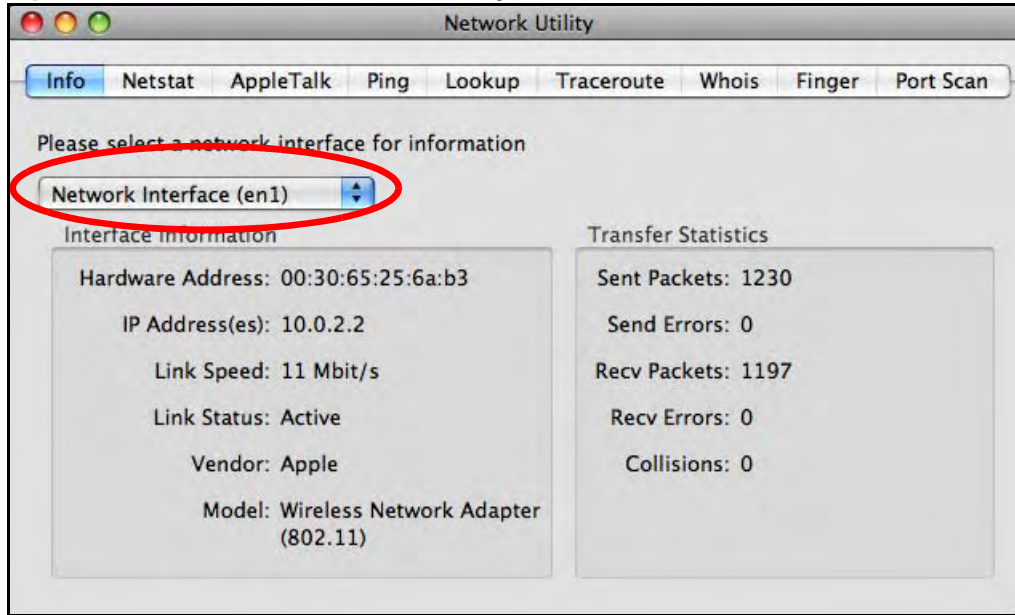 Network Utility
Info Netstat AppleTalk Ping Lookup Traceroute Whois Finger Port Scan
Please select a network interface for information
Network Interface (en1)
Interface Information
Hardware Address: 00:30:65:25:6a:b3
IP Address(es): 10.0.2.2
Link Speed: 11 Mbit/s
Link Status: Active
Vendor: Apple
Model: Wireless Network Adapter
(802.11)
Transfer Statistics
Sent Packets: 1230
Send Errors: 0
Recv Packets: 1197
Recv Errors: 0
Collisions: 0